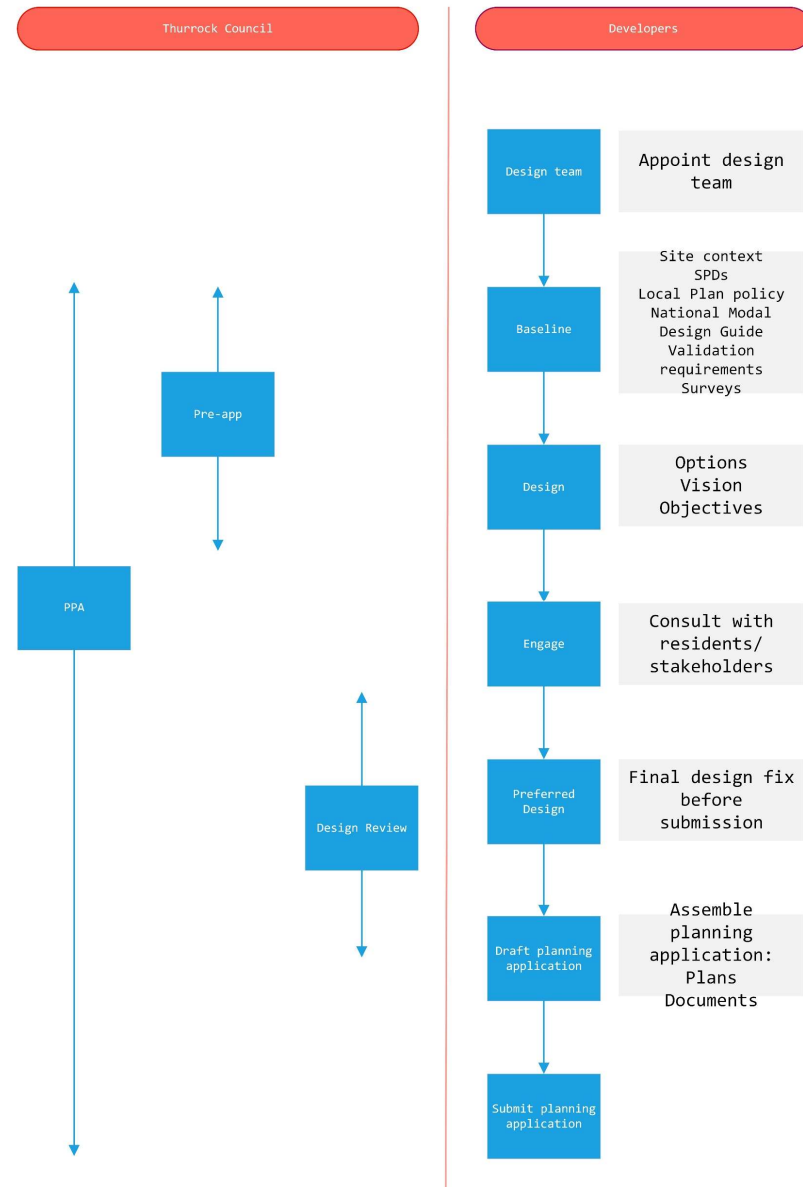 Thurrock Council
Developers
Design team
Appoint design
team
Site context
SPDs
Local Plan policy
National Modal
Design Guide
Validation
requirements
Surveys
Baseline
Pre-app
Design
Options
Vision
Objectives
PPA
Engage
Consult with
residents/
stakeholders
Design Review
Preferred
Design
Final design fix
before
submission
Draft planning
application
Assemble
planning
application:
Plans
Documents
Submit planning
application